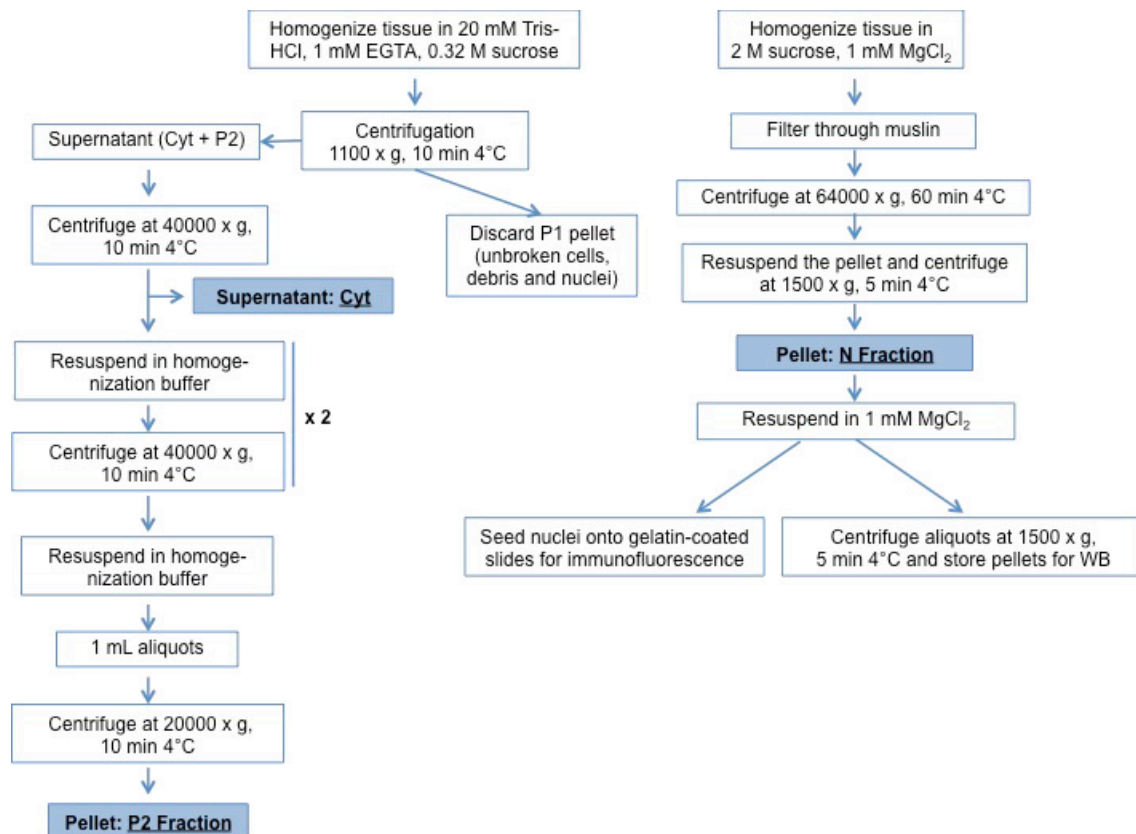 Homogenize tissue in 20 mM Tris-
HCl, 1 mM EGTA, 0.32 M sucrose
Centrifugation
1100 x g, 10 min 4°C
Supernatant (Cyt + P2)
Discard P1 pellet
(unbroken cells,
debris and nuclei)
Centrifuge at 40000 x g,
10 min 4°C
Supernatant: Cyt
Resuspend in homoge-
nization buffer
Centrifuge at 40000 x g,
10 min 4°C
x 2
Resuspend in homoge-
nization buffer
1 mL aliquots
Centrifuge at 20000 x g,
10 min 4°C
Pellet: P2 Fraction
Homogenize tissue in
2 M sucrose, 1 mM MgCl₂
Filter through muslin
Centrifuge at 64000 x g, 60 min 4°C
Resuspend the pellet and centrifuge
at 1500 x g, 5 min 4°C
Pellet: N Fraction
Resuspend in 1 mM MgCl₂
Seed nuclei onto gelatin-coated
slides for immunofluorescence
Centrifuge aliquots at 1500 x g,
5 min 4°C and store pellets for WB